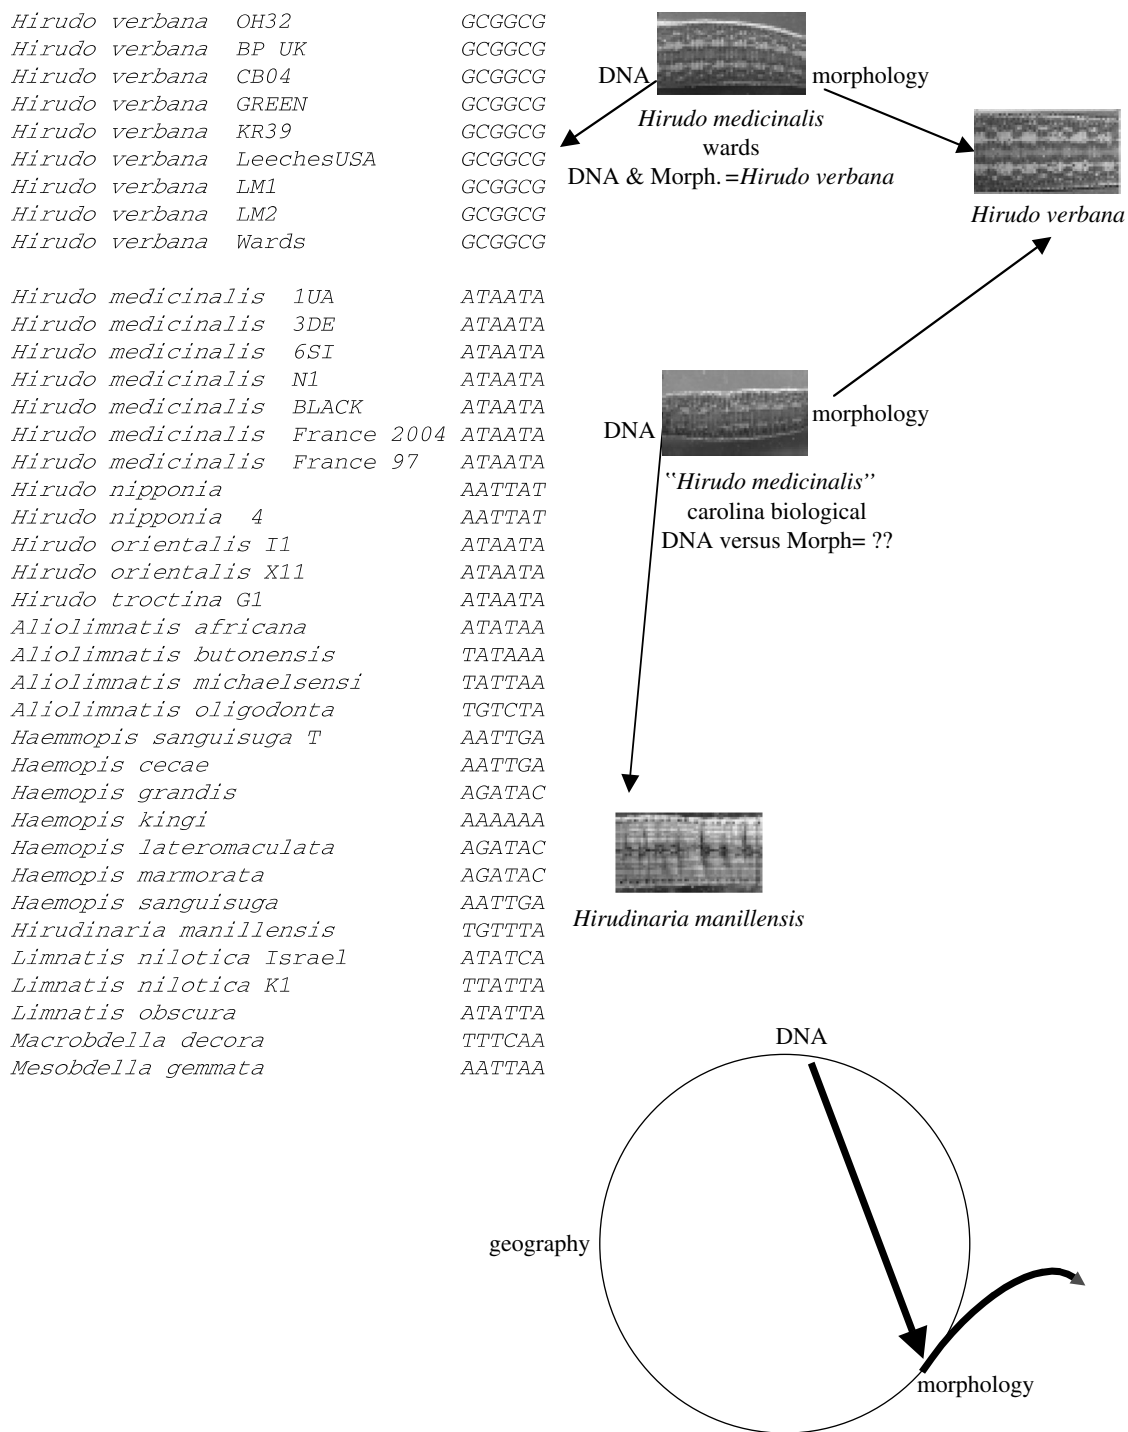 Hirudo verbana OH32 GCGGCG
Hirudo verbana BP UK GCGGCG
Hirudo verbana CB04 GCGGCG
Hirudo verbana GREEN GCGGCG
Hirudo verbana KR39 GCGGCG
Hirudo verbana LeechesUSA GCGGCG
Hirudo verbana LM1 GCGGCG
Hirudo verbana LM2 GCGGCG
Hirudo verbana Wards GCGGCG
Hirudo medicinalis 1UA ATAATA
Hirudo medicinalis 3DE ATAATA
Hirudo medicinalis 6SI ATAATA
Hirudo medicinalis N1 ATAATA
Hirudo medicinalis BLACK ATAATA
Hirudo medicinalis France 2004 ATAATA
Hirudo medicinalis France 97 ATAATA
Hirudo nipponia AATTAT
Hirudo nipponia 4 AATTAT
Hirudo orientalis I1 ATAATA
Hirudo orientalis X11 ATAATA
Hirudo troctina G1 ATAATA
Aliolimnatis africana ATATAA
Aliolimnatis butonensis TATAAA
Aliolimnatis michaelsensi TATTAA
Aliolimnatis oligodonta TGTCTA
Haemmopis sanguisuga T AATTGA
Haemopis cecae AATTGA
Haemopis grandis AGATAC
Haemopis kingi AAAAAA
Haemopis lateromaculata AGATAC
Haemopis marmorata AGATAC
Haemopis sanguisuga AATTGA
Hirudinaria manillensis TGTTTA
Limnatis nilotica Israel ATATCA
Limnatis nilotica K1 TTATTA
Limnatis obscura ATATTA
Macrobdella decora TTTCAA
Mesobdella gemmata AATTAA
DNA morphology
Hirudo medicinalis
wards
DNA & Morph. =Hirudo verbana
Hirudo verbana
DNA morphology
"Hirudo medicinalis"
carolina biological
DNA versus Morph= ??
Hirudinaria manillensis
DNA
geography
morphology